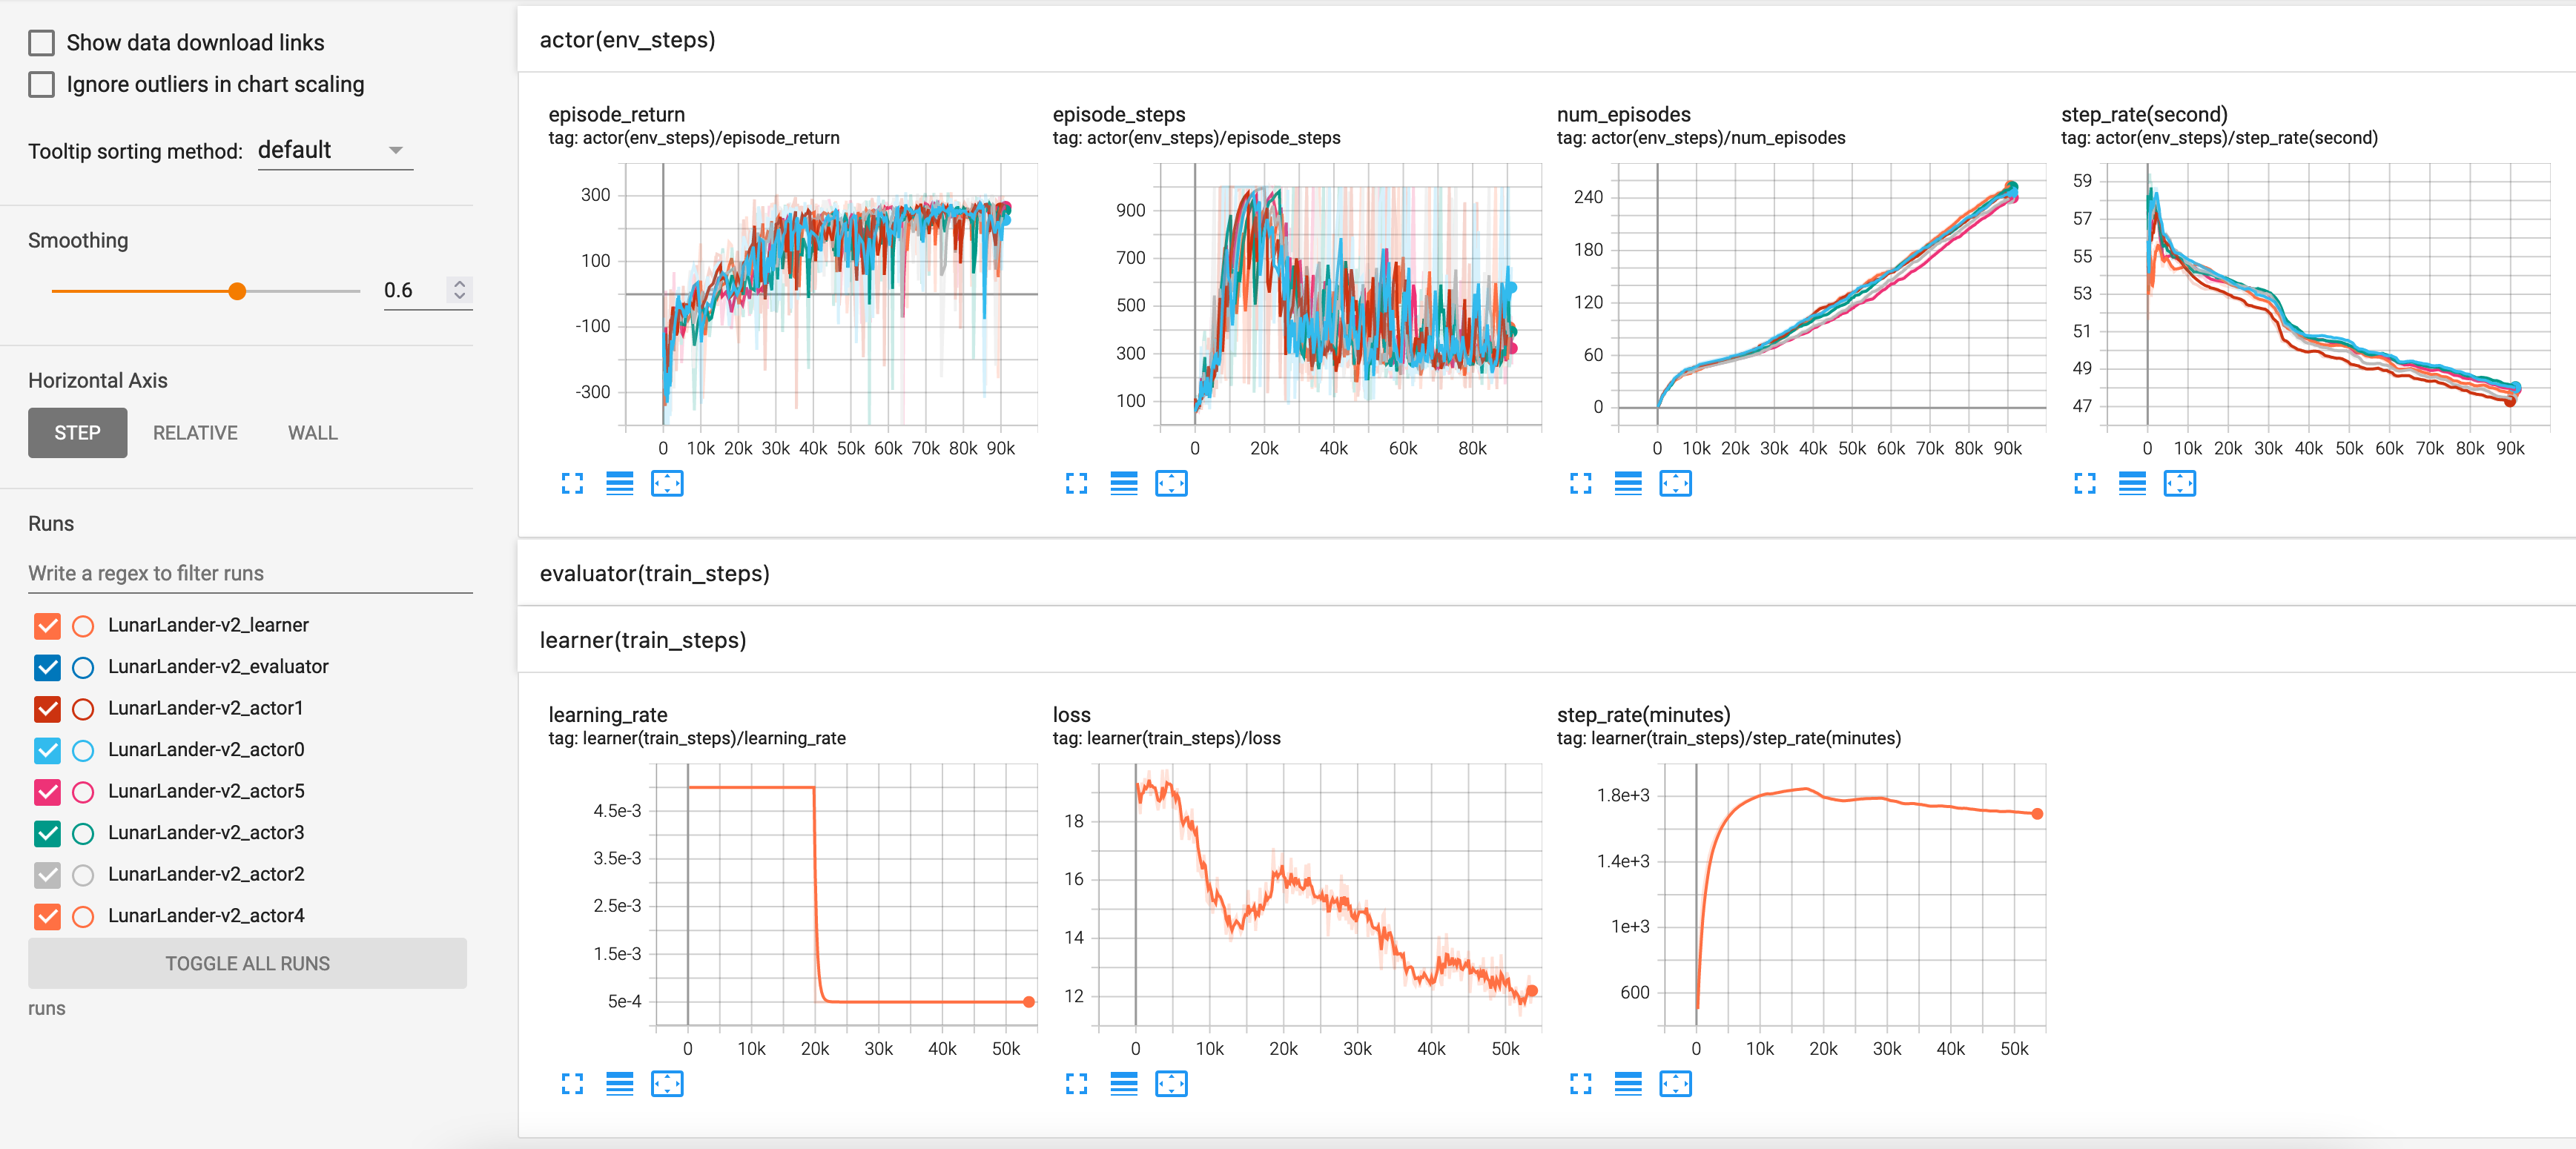 Show data download links
Ignore outliers in chart scaling
Tooltip sorting method: default
Smoothing
0.6
Horizontal Axis
STEP RELATIVE WALL
Runs
Write a regex to filter runs
LunarLander-v2_learner
LunarLander-v2_evaluator
LunarLander-v2_actor1
LunarLander-v2_actor0
LunarLander-v2_actor5
LunarLander-v2_actor3
LunarLander-v2_actor2
LunarLander-v2_actor4
TOGGLE ALL RUNS
runs
actor(env_steps)
episode_return
tag: actor(env_steps)/episode_return
300
100
-100
-300
0 10k 20k 30k 40k 50k 60k 70k 80k 90k
episode_steps
tag: actor(env_steps)/episode_steps
900
700
500
300
100
0 20k 40k 60k 80k
num_episodes
tag: actor(env_steps)/num_episodes
240
180
120
60
0
0 10k 20k 30k 40k 50k 60k 70k 80k 90k
step_rate(second)
tag: actor(env_steps)/step_rate(second)
59
57
55
53
51
49
47
0 10k 20k 30k 40k 50k 60k 70k 80k 90k
evaluator(train_steps)
learner(train_steps)
learning_rate
tag: learner(train_steps)/learning_rate
4.5e-3
3.5e-3
2.5e-3
1.5e-3
5e-4
0 10k 20k 30k 40k 50k
loss
tag: learner(train_steps)/loss
18
16
14
12
0 10k 20k 30k 40k 50k
step_rate(minutes)
tag: learner(train_steps)/step_rate(minutes)
1.8e+3
1.4e+3
1e+3
600
0 10k 20k 30k 40k 50k